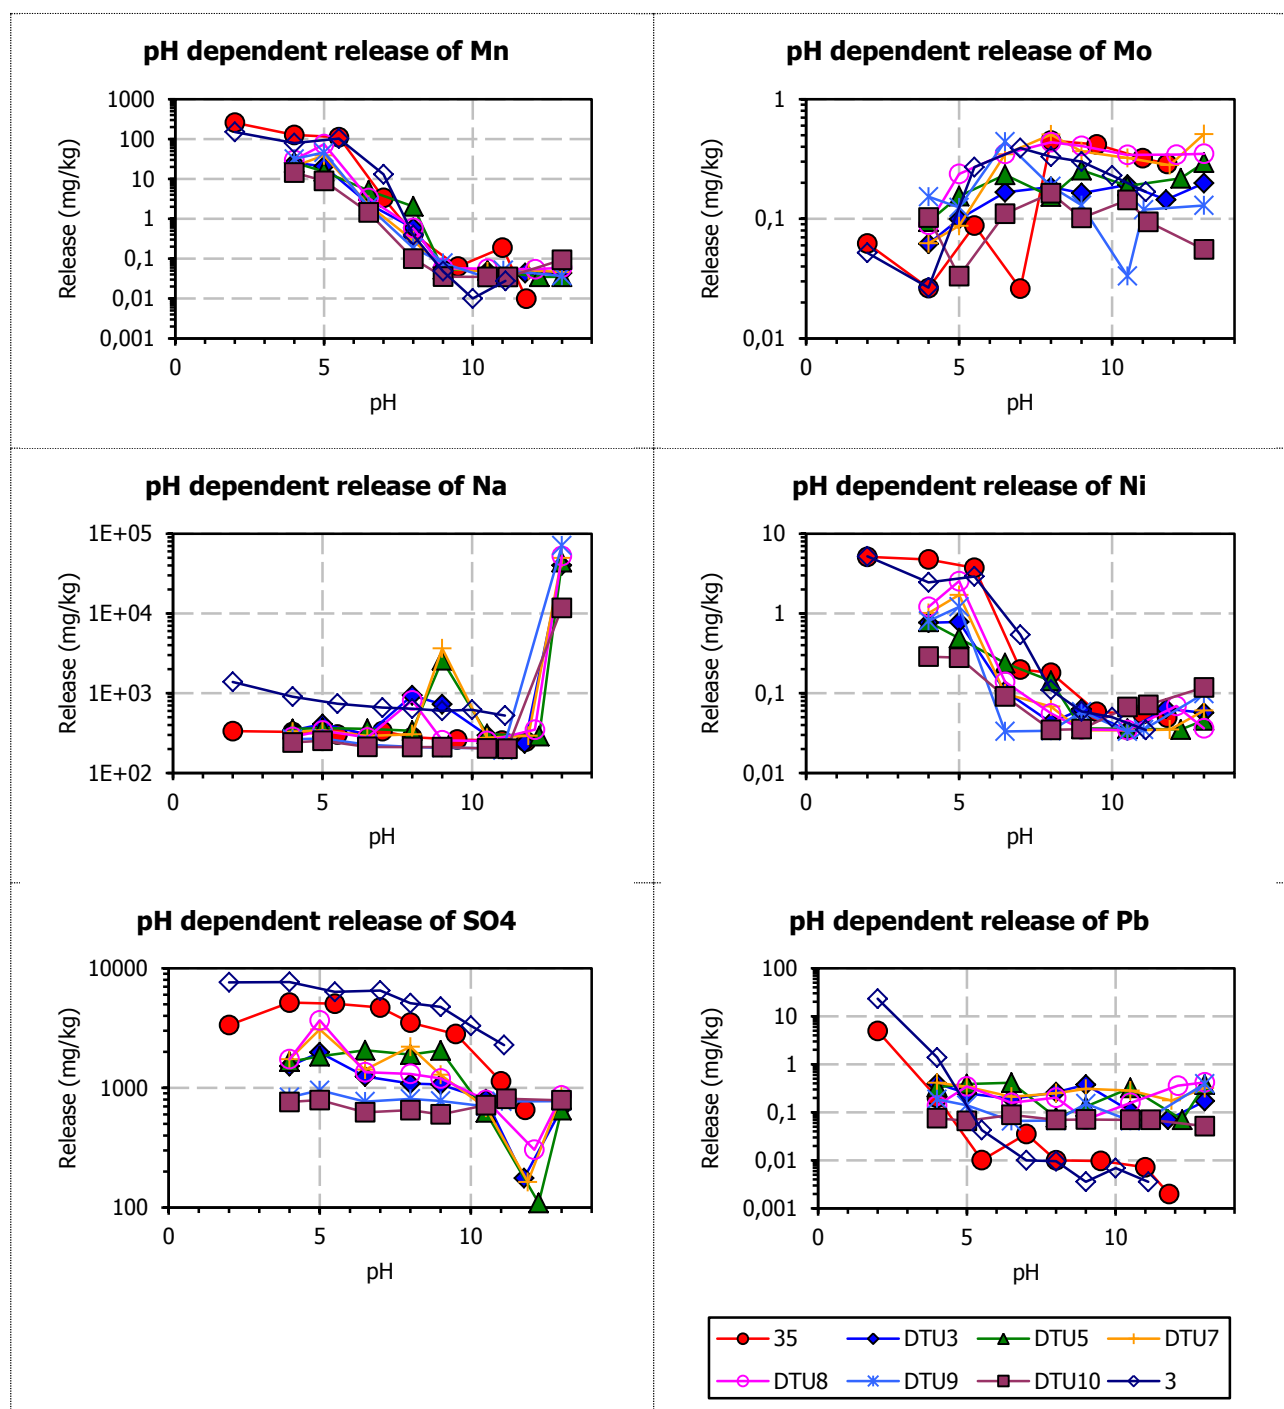 pH dependent release of Mn
1000
100
10
1
0,1
0,01
0,001
Release (mg/kg)
0 5 10
pH
pH dependent release of Mo
1
0,1
0,01
Release (mg/kg)
0 5 10
pH
pH dependent release of Na
1E+05
1E+04
1E+03
1E+02
Release (mg/kg)
0 5 10
pH
pH dependent release of Ni
10
1
0,1
0,01
Release (mg/kg)
0 5 10
pH
pH dependent release of SO4
10000
1000
100
Release (mg/kg)
0 5 10
pH
pH dependent release of Pb
100
10
1
0,1
0,01
0,001
Release (mg/kg)
0 5 10
pH
35 DTU3 DTU5 DTU7
DTU8 DTU9 DTU10 3